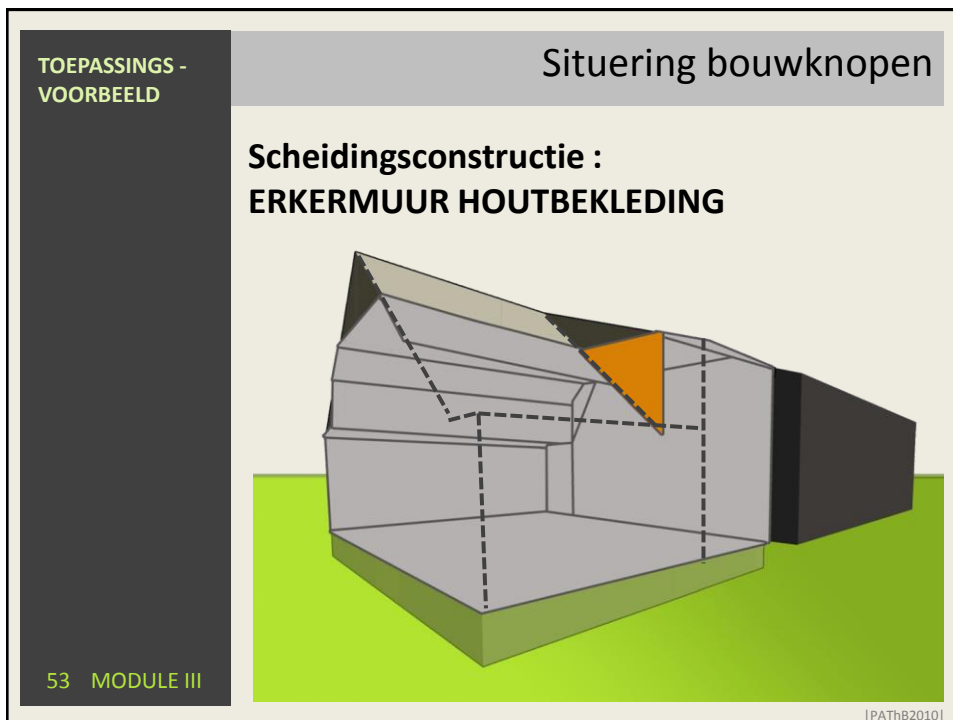 TOEPASSINGS -
VOORBEELD
Situering bouwknopen
Scheidingsconstructie :
ERKERMUUR HOUTBEKLEDING
53 MODULE III
|PAThB2010|